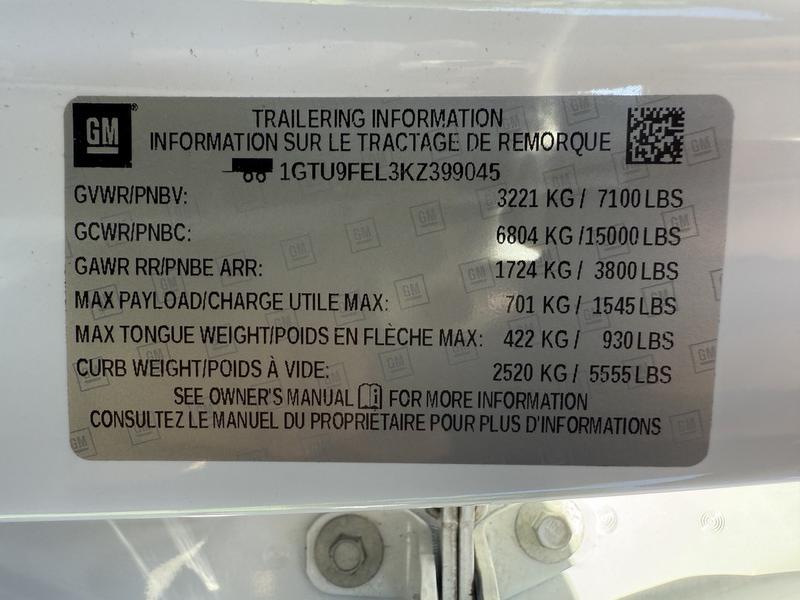 GM
TRAILERING INFORMATION
INFORMATION SUR LE TRACTAGE DE REMORQUE
1GTU9FEL3KZ399045
GVWR/PNBV: 3221 KG / 7100 LBS
GCWR/PNBC: 6804 KG /15000 LBS
GAWR RR/PNBE ARR: 1724 KG / 3800 LBS
MAX PAYLOAD/CHARGE UTILE MAX: 701 KG / 1545 LBS
MAX TONGUE WEIGHT/POIDS EN FLÈCHE MAX: 422 KG / 930 LBS
CURB WEIGHT/POIDS À VIDE: 2520 KG / 5555 LBS
SEE OWNER'S MANUAL FOR MORE INFORMATION
CONSULTEZ LE MANUEL DU PROPRIÉTAIRE POUR PLUS D'INFORMATIONS